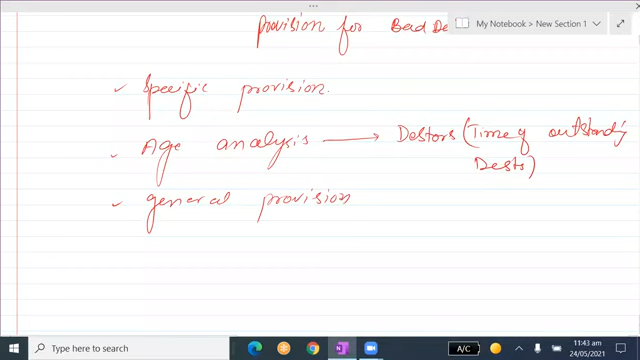 provision for Bad De
My Notebook > New Section 1
Specific provision.
Age analysis → Debtors (Time of outstanding
Debts)
general provision
Type here to search
A/C
11:43 am
24/05/2021